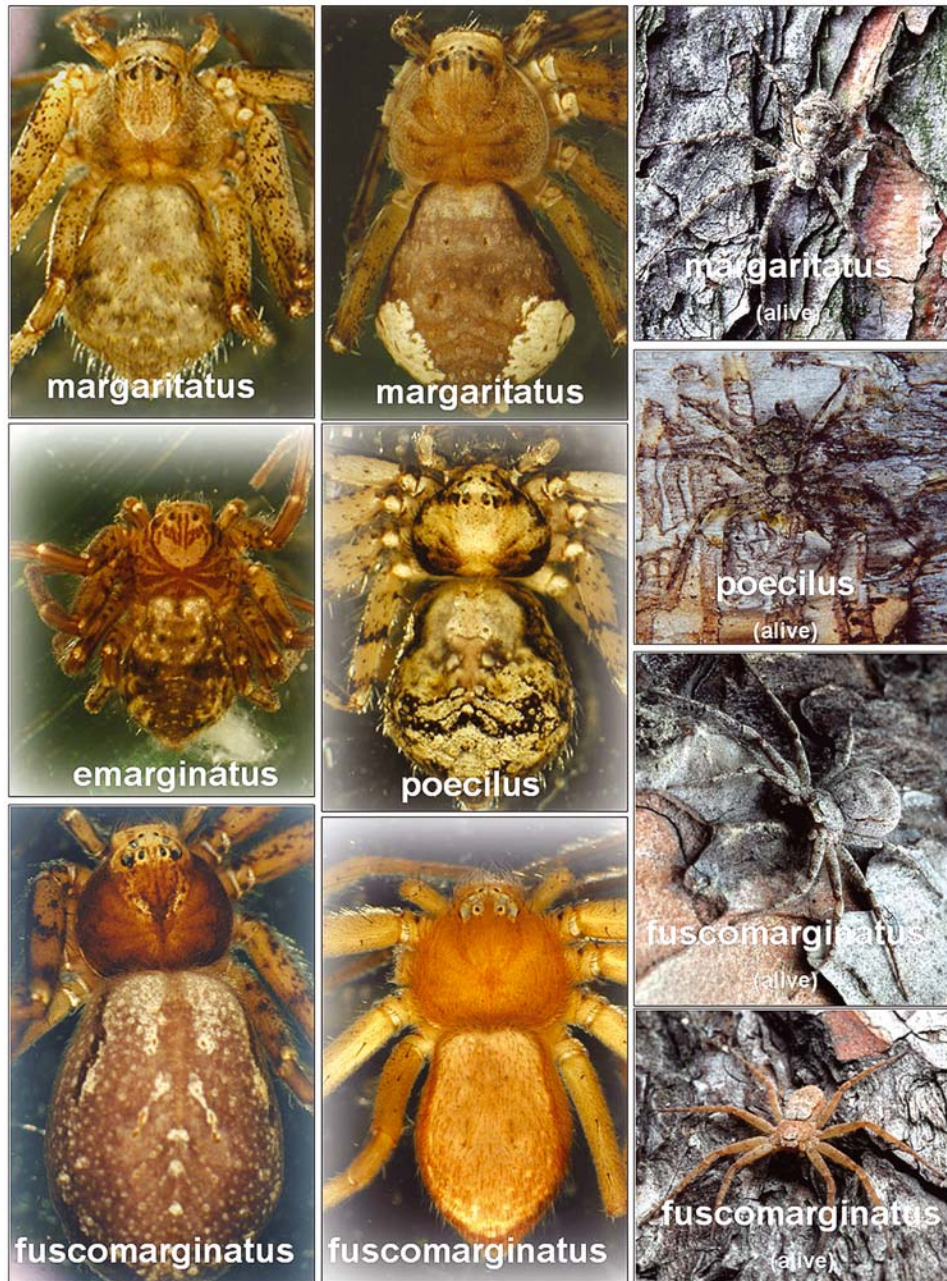 margaritatus
margaritatus
margaritatus
(alive)
emarginatus
poecilus
poecilus
(alive)
fuscomarginatus
fuscomarginatus
fuscomarginatus
(alive)
fuscomarginatus
(alive)